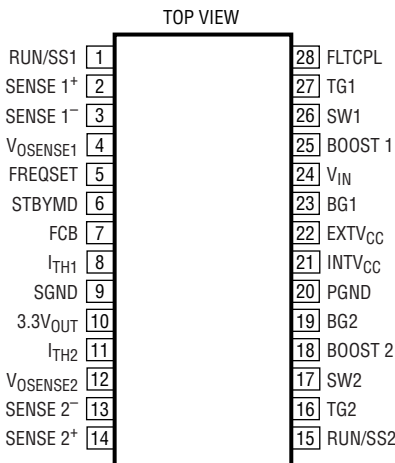 TOP VIEW
RUN/SS1 1
SENSE 1⁺ 2
SENSE 1⁻ 3
VOSENSE1 4
FREQSET 5
STBYMD 6
FCB 7
ITH1 8
SGND 9
3.3VOUT 10
ITH2 11
VOSENSE2 12
SENSE 2⁻ 13
SENSE 2⁺ 14
28 FLTCPL
27 TG1
26 SW1
25 BOOST 1
24 VIN
23 BG1
22 EXTVCC
21 INTVCC
20 PGND
19 BG2
18 BOOST 2
17 SW2
16 TG2
15 RUN/SS2